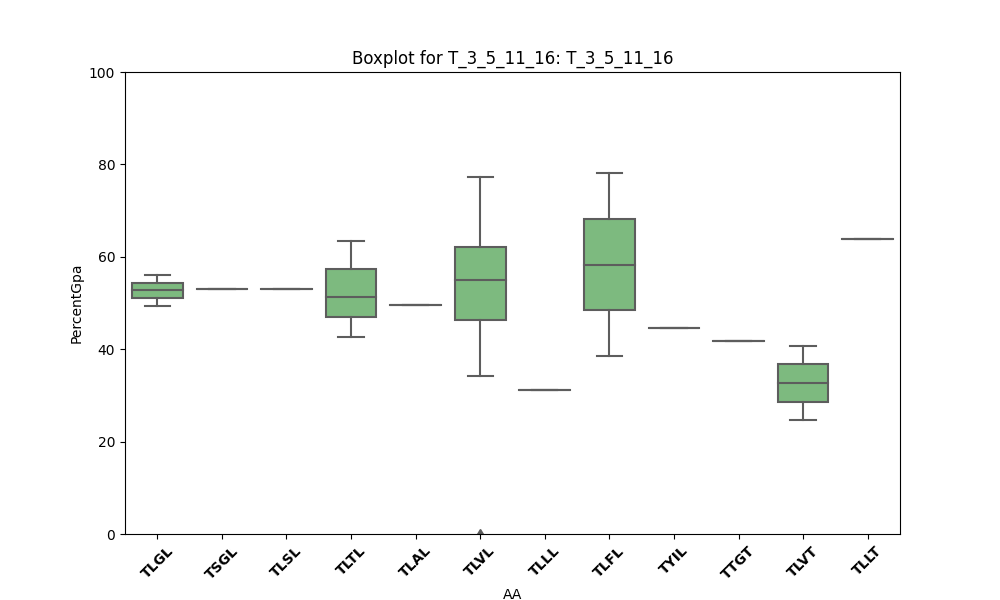 Boxplot for T_3_5_11_16: T_3_5_11_16
100
80
60
40
20
0
PercentGpa
TLGL
TSGL
TLSL
TLTL
TLAL
TLVL
TLLL
TLFL
TYIL
TTGT
TLVT
TLLT
AA